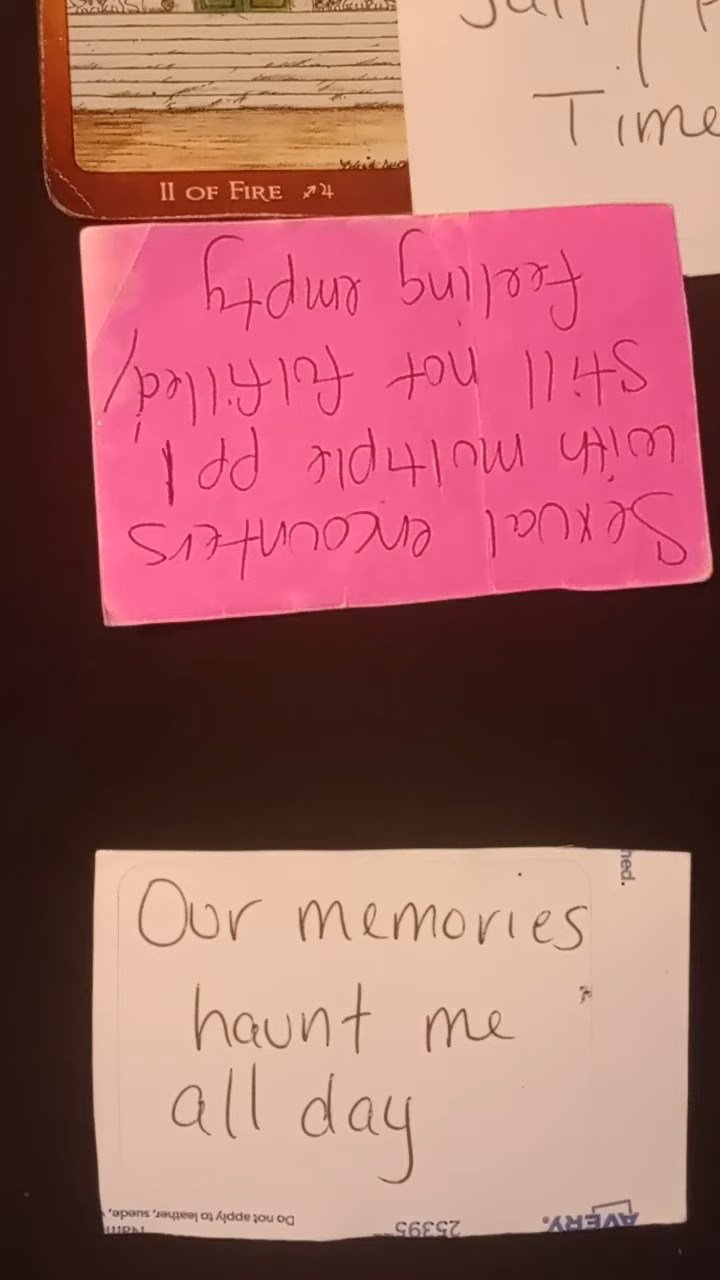 II OF FIRE ♐♃
Time
Sexual encounters
with multiple ppl
still not fulfilled/
feeling empty
Our memories
haunt me
all day
hed.
AVERY.
25395
Do not apply to leather, suede,